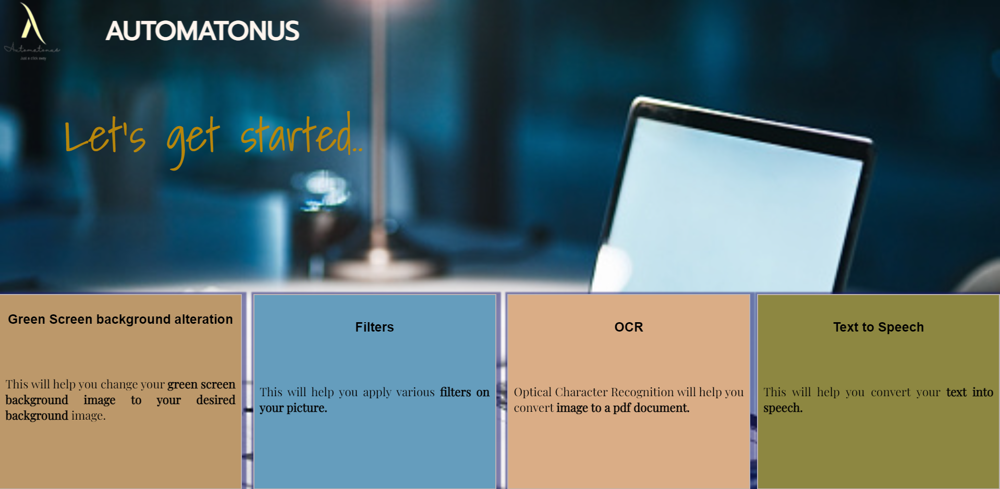 Automatonus
Just a click away
AUTOMATONUS
Let's get started..
Green Screen background alteration
This will help you change your green screen
background image to your desired
background image.
Filters
This will help you apply various filters on
your picture.
OCR
Optical Character Recognition will help you
convert image to a pdf document.
Text to Speech
This will help you convert your text into
speech.